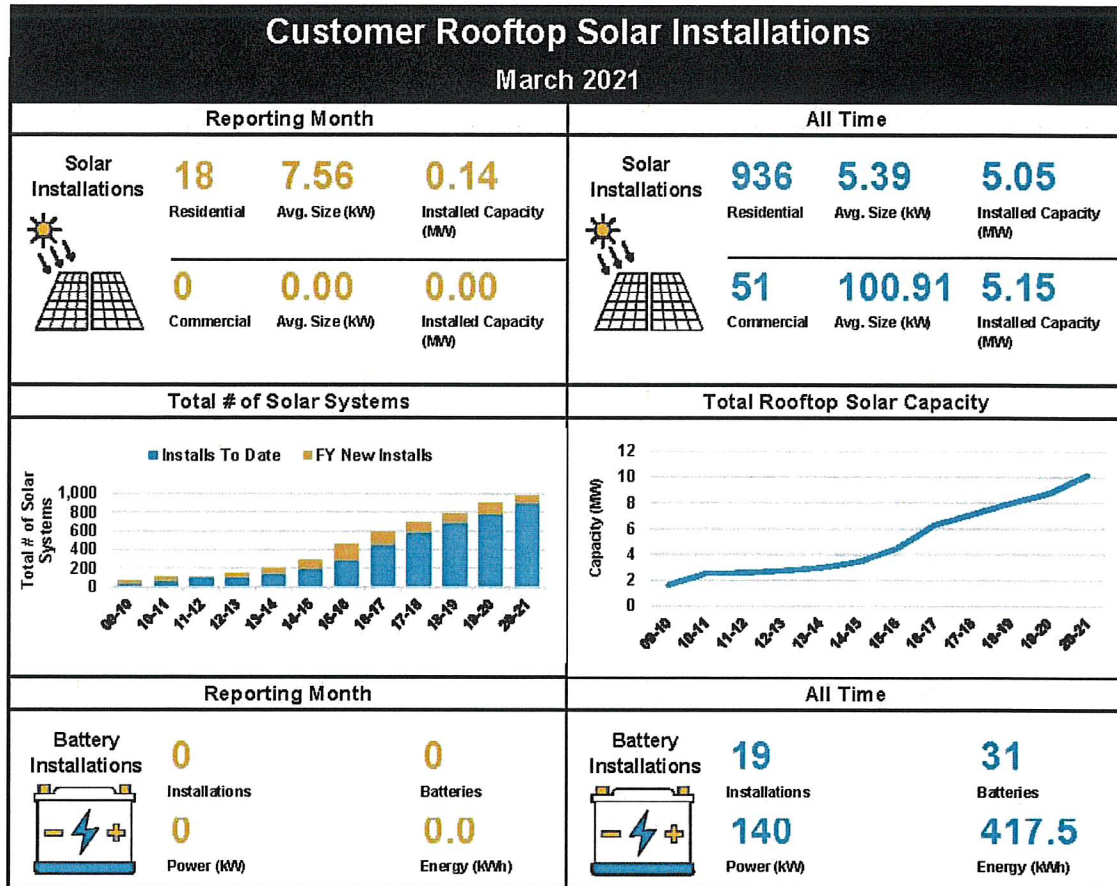 Customer Rooftop Solar Installations
March 2021
Reporting Month
Solar
Installations
18
7.56
0.14
Residential
Avg. Size (kW)
Installed Capacity
(MW)
0
0.00
0.00
Commercial
Avg. Size (kW)
Installed Capacity
(MW)
All Time
Solar
Installations
936
5.39
5.05
Residential
Avg. Size (kW)
Installed Capacity
(MW)
51
100.91
5.15
Commercial
Avg. Size (kW)
Installed Capacity
(MW)
Total # of Solar Systems
Installs To Date
FY New Installs
Total # of Solar
Systems
1,000
800
600
400
200
0
09-10
10-11
11-12
12-13
13-14
14-15
15-16
16-17
17-18
18-19
19-20
20-21
Total Rooftop Solar Capacity
Capacity (MW)
12
10
8
6
4
2
0
09-10
10-11
11-12
12-13
13-14
14-15
15-16
16-17
17-18
18-19
19-20
20-21
Reporting Month
Battery
Installations
0
0
Installations
Batteries
0
0.0
Power (kW)
Energy (kWh)
All Time
Battery
Installations
19
31
Installations
Batteries
140
417.5
Power (kW)
Energy (kWh)